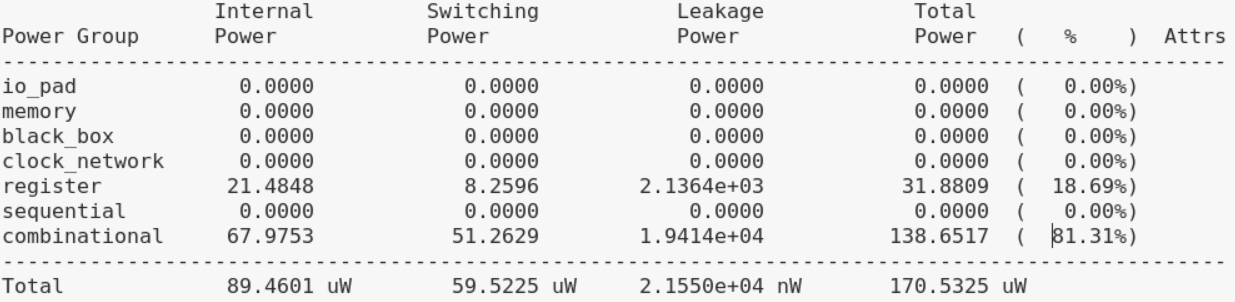 Internal         Switching           Leakage            Total
Power Group      Power            Power               Power              Power   (   %    )  Attrs
--------------------------------------------------------------------------------------------------
io_pad             0.0000            0.0000            0.0000            0.0000  (   0.00%)
memory             0.0000            0.0000            0.0000            0.0000  (   0.00%)
black_box          0.0000            0.0000            0.0000            0.0000  (   0.00%)
clock_network      0.0000            0.0000            0.0000            0.0000  (   0.00%)
register          21.4848            8.2596        2.1364e+03           31.8809  (  18.69%)
sequential         0.0000            0.0000            0.0000            0.0000  (   0.00%)
combinational     67.9753           51.2629        1.9414e+04          138.6517  (  81.31%)
--------------------------------------------------------------------------------------------------
Total             89.4601 uW        59.5225 uW     2.1550e+04 nW       170.5325 uW